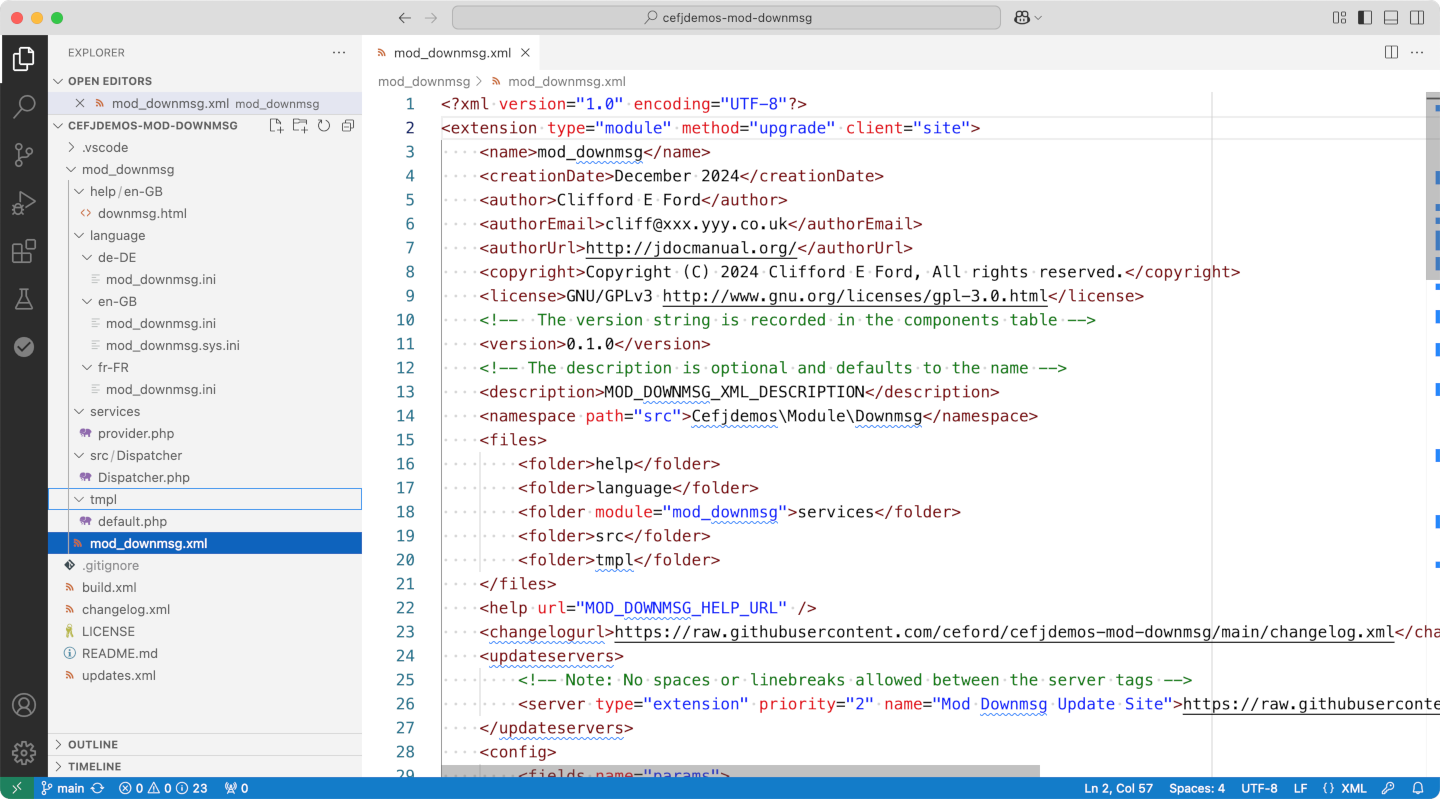 cefjdemos-mod-downmsg
EXPLORER
OPEN EDITORS
mod_downmsg.xml mod_downmsg
CEFJDEMOS-MOD-DOWNMSG
.vscode
mod_downmsg
help/en-GB
downmsg.html
language
de-DE
mod_downmsg.ini
en-GB
mod_downmsg.ini
mod_downmsg.sys.ini
fr-FR
mod_downmsg.ini
services
provider.php
src/Dispatcher
Dispatcher.php
tmpl
default.php
mod_downmsg.xml
.gitignore
build.xml
changelog.xml
LICENSE
README.md
updates.xml
OUTLINE
TIMELINE
mod_downmsg.xml
mod_downmsg > mod_downmsg.xml
1 <?xml version="1.0" encoding="UTF-8"?>
2 <extension type="module" method="upgrade" client="site">
3 <name>mod_downmsg</name>
4 <creationDate>December 2024</creationDate>
5 <author>Clifford E Ford</author>
6 <authorEmail>cliff@xxx.yyy.co.uk</authorEmail>
7 <authorUrl>http://jdocmanual.org/</authorUrl>
8 <copyright>Copyright (C) 2024 Clifford E Ford, All rights reserved.</copyright>
9 <license>GNU/GPLv3 http://www.gnu.org/licenses/gpl-3.0.html</license>
10 <!--  The version string is recorded in the components table -->
11 <version>0.1.0</version>
12 <!-- The description is optional and defaults to the name -->
13 <description>MOD_DOWNMSG_XML_DESCRIPTION</description>
14 <namespace path="src">Cefjdemos\Module\Downmsg</namespace>
15 <files>
16 <folder>help</folder>
17 <folder>language</folder>
18 <folder module="mod_downmsg">services</folder>
19 <folder>src</folder>
20 <folder>tmpl</folder>
21 </files>
22 <help url="MOD_DOWNMSG_HELP_URL" />
23 <changelogurl>https://raw.githubusercontent.com/ceford/cefjdemos-mod-downmsg/main/changelog.xml</cha
24 <updateservers>
25 <!-- Note: No spaces or linebreaks allowed between the server tags -->
26 <server type="extension" priority="2" name="Mod Downmsg Update Site">https://raw.githubuserconte
27 </updateservers>
28 <config>
29 <fields name="params">
main 0 0 23 0 Ln 2, Col 57 Spaces: 4 UTF-8 LF {} XML